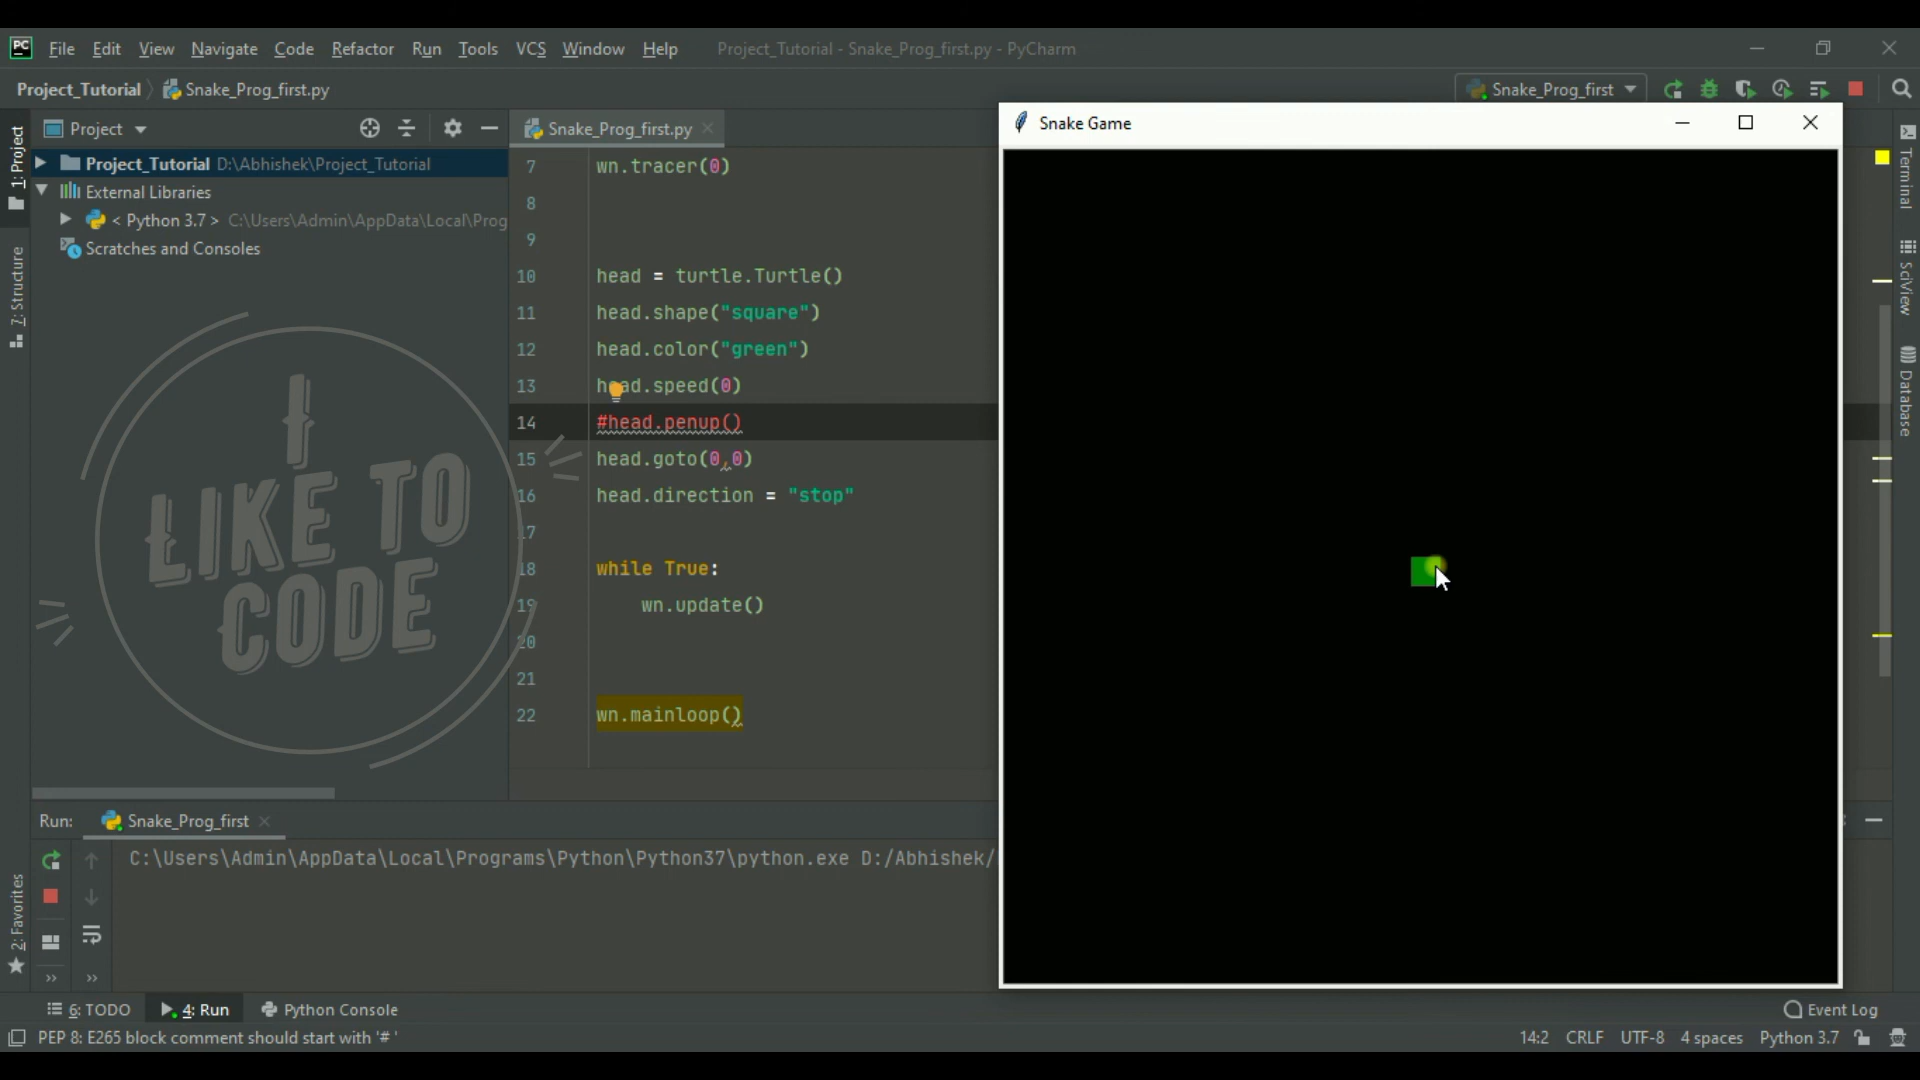 PC File Edit View Navigate Code Refactor Run Tools VCS Window Help Project_Tutorial - Snake_Prog_first.py - PyCharm
Project_Tutorial Snake_Prog_first.py Snake_Prog_first
Project Snake_Prog_first.py
Snake Game
1: Project
7: Structure
2: Favorites
Project_Tutorial D:\Abhishek\Project_Tutorial
External Libraries
< Python 3.7 > C:\Users\Admin\AppData\Local\Prog
Scratches and Consoles
I
LIKE TO
CODE
7 wn.tracer(0)
8
9
10 head = turtle.Turtle()
11 head.shape("square")
12 head.color("green")
13 head.speed(0)
14 #head.penup()
15 head.goto(0,0)
16 head.direction = "stop"
17
18 while True:
19 wn.update()
20
21
22 wn.mainloop()
Terminal
SciView
Database
Run: Snake_Prog_first
C:\Users\Admin\AppData\Local\Programs\Python\Python37\python.exe D:/Abhishek/
6: TODO 4: Run Python Console Event Log
PEP 8: E265 block comment should start with '# ' 14:2 CRLF UTF-8 4 spaces Python 3.7